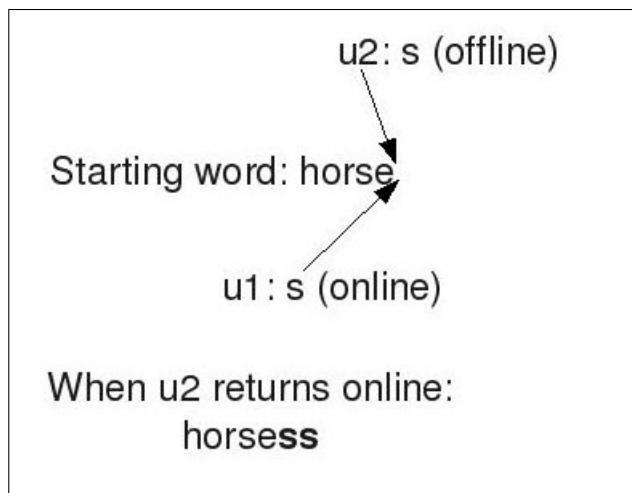 u2: s (offline)
Starting word: horse
u1: s (online)
When u2 returns online:
horsess